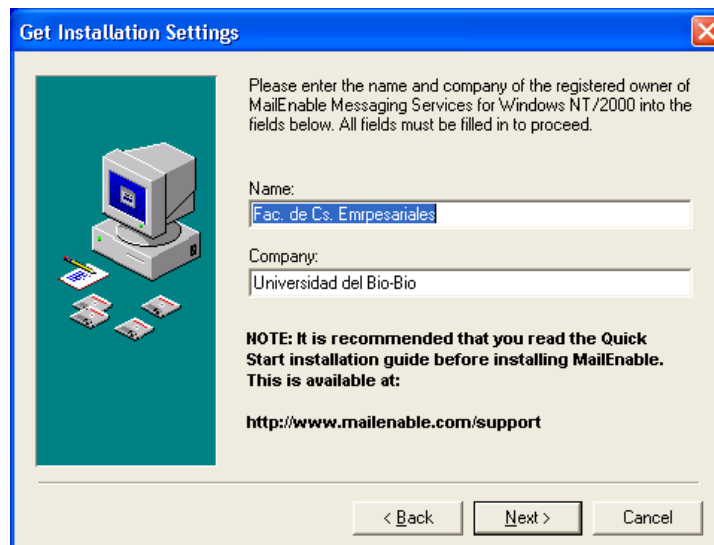 Get Installation Settings
Please enter the name and company of the registered owner of
MailEnable Messaging Services for Windows NT/2000 into the
fields below. All fields must be filled in to proceed.
Name:
Fac. de Cs. Emrpesariales
Company:
Universidad del Bio-Bio
NOTE: It is recommended that you read the Quick
Start installation guide before installing MailEnable.
This is available at:
http://www.mailenable.com/support
< Back
Next >
Cancel